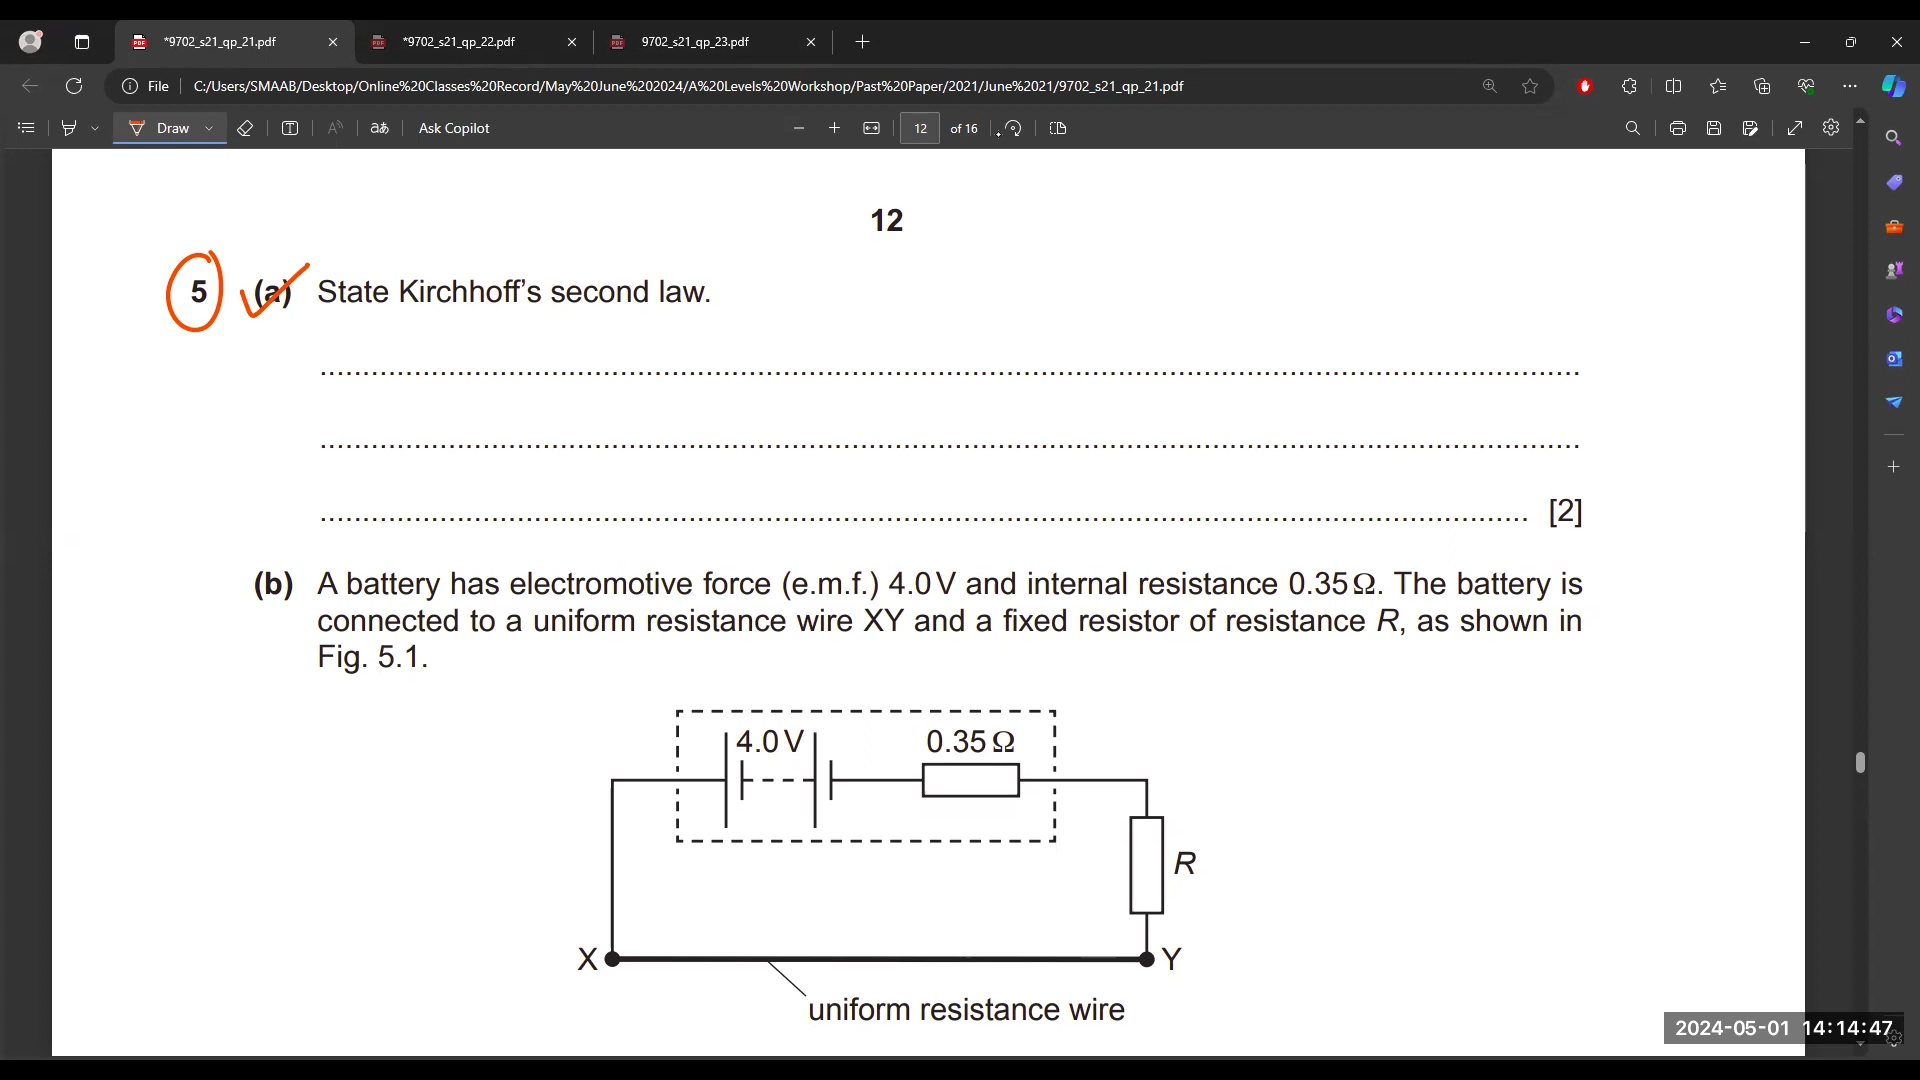 *9702_s21_qp_21.pdf
*9702_s21_qp_22.pdf
9702_s21_qp_23.pdf
File
C:/Users/SMAAB/Desktop/Online%20Classes%20Record/May%20June%202024/A%20Levels%20Workshop/Past%20Paper/2021/June%2021/9702_s21_qp_21.pdf
Draw
Ask Copilot
12 of 16
12
5 (a) State Kirchhoff's second law.
[2]
(b) A battery has electromotive force (e.m.f.) 4.0 V and internal resistance 0.35 Ω. The battery is
connected to a uniform resistance wire XY and a fixed resistor of resistance R, as shown in
Fig. 5.1.
4.0 V
0.35 Ω
R
X
Y
uniform resistance wire
2024-05-01 14:14:47